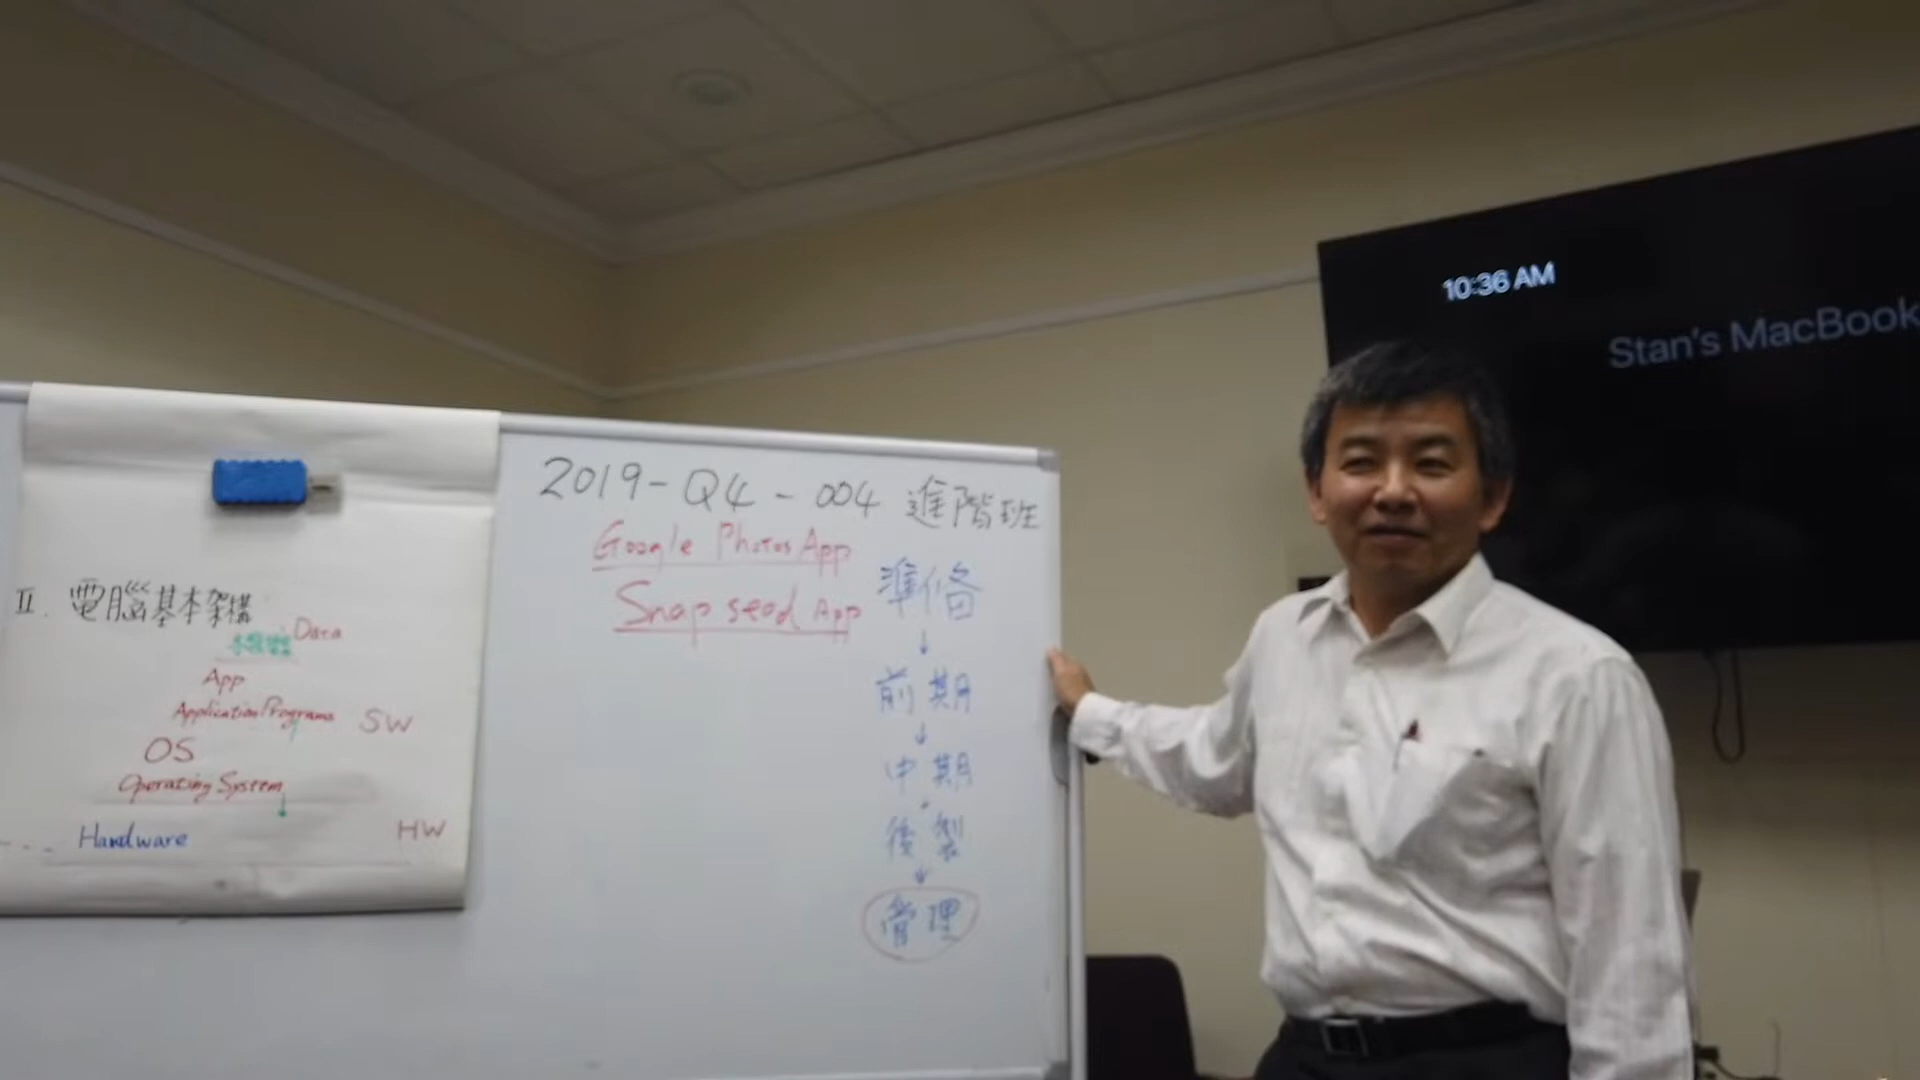 II. 電腦基本架構
Data
App
Application Programs SW
OS
Operating System
Hardware HW
2019-Q4-004 進階班
Google Photos App
Snapseed App
準備
↓
前期
↓
中期
後製
↓
管理
10:36 AM
Stan's MacBook